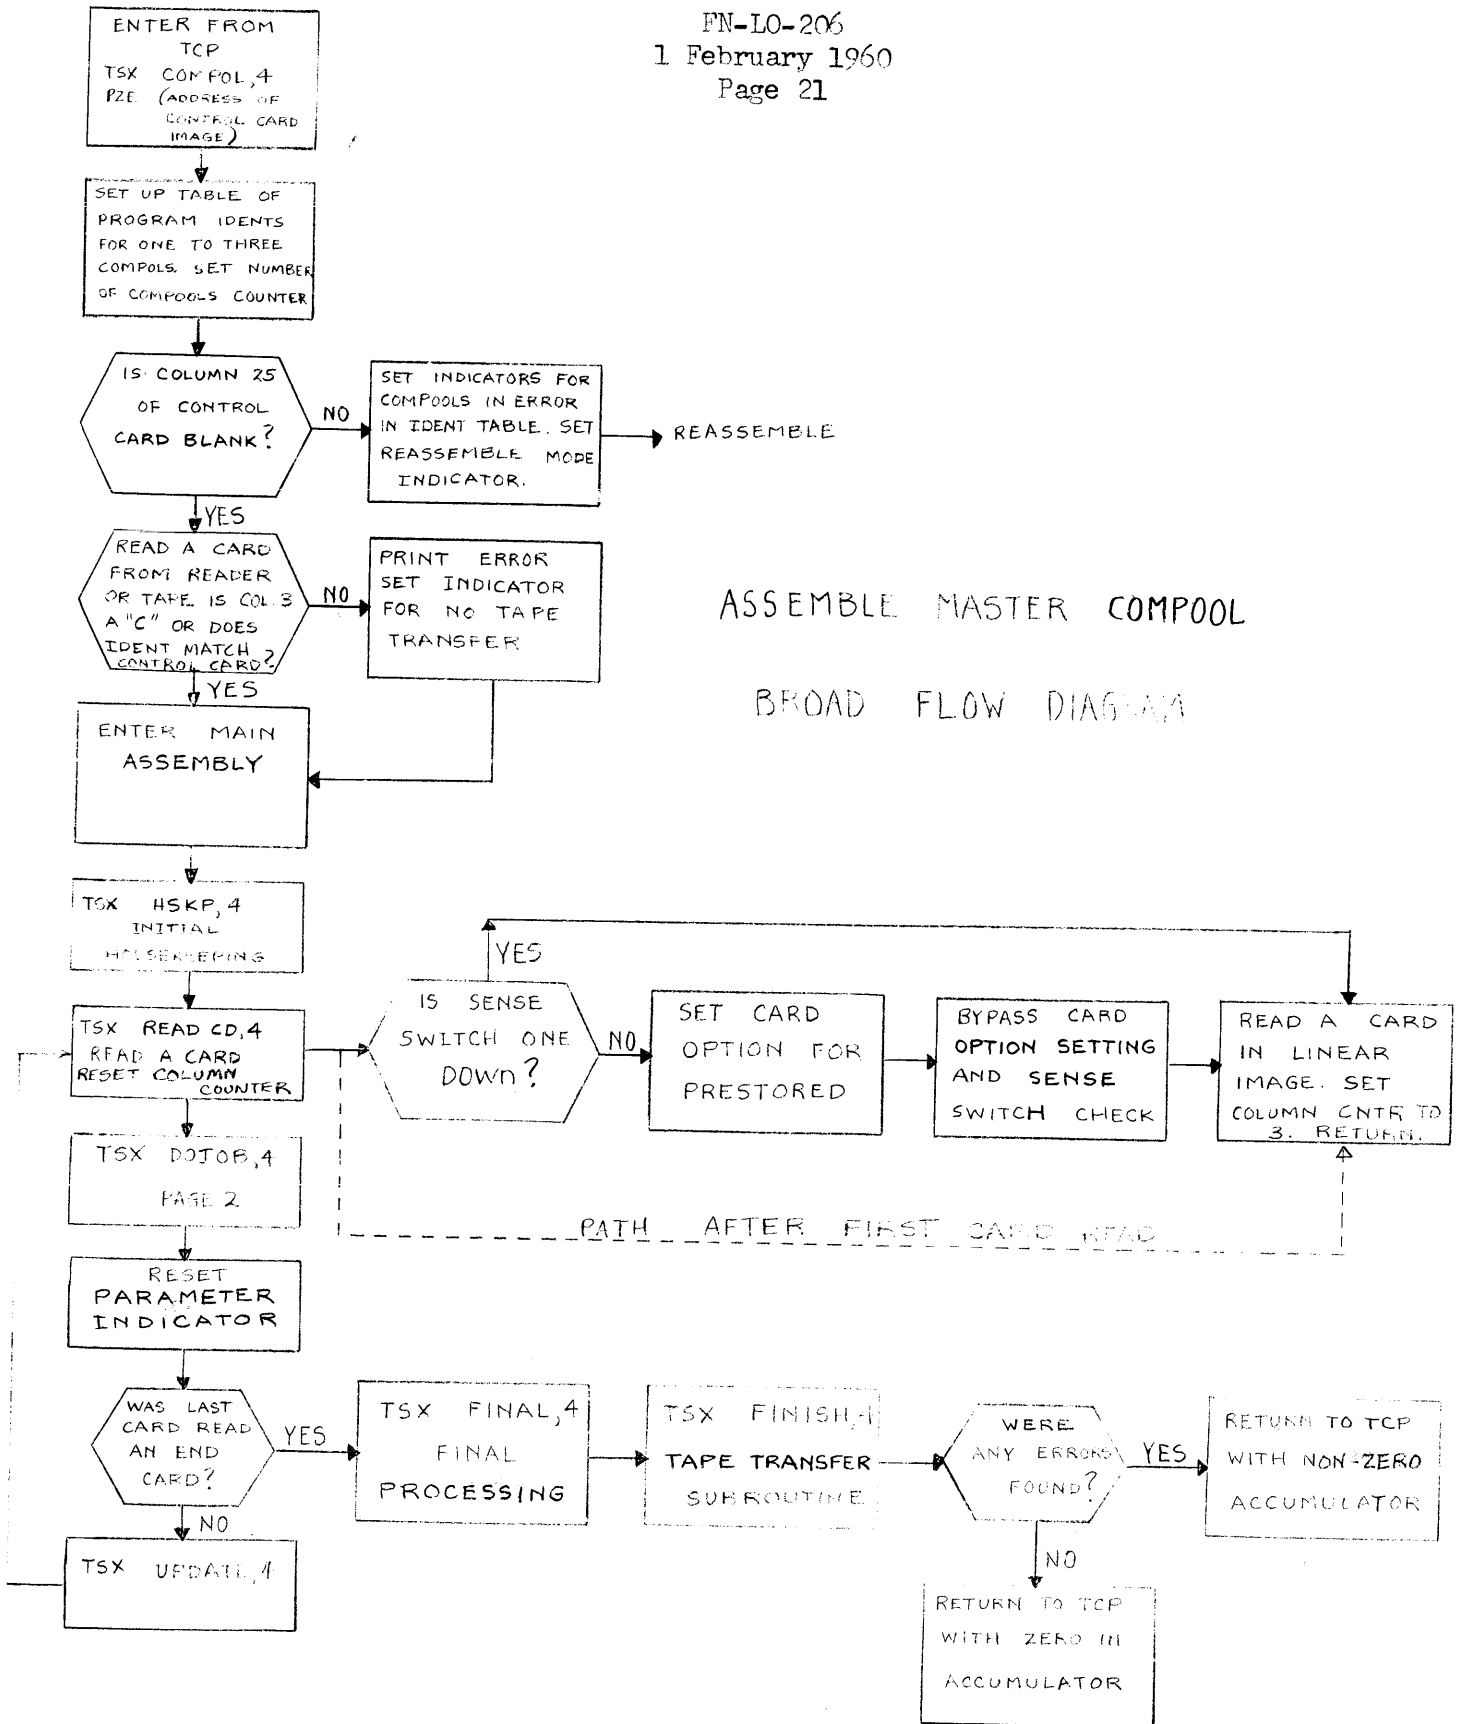 FN-LO-206
1 February 1960
Page 21
ENTER FROM
TCP
TSX COMPOL,4
PZE (ADDRESS OF
CONTROL CARD
IMAGE)
SET UP TABLE OF
PROGRAM IDENTS
FOR ONE TO THREE
COMPOLS. SET NUMBER
OF COMPOOLS COUNTER
IS COLUMN 25
OF CONTROL
CARD BLANK?
NO
SET INDICATORS FOR
COMPOOLS IN ERROR
IN IDENT TABLE. SET
REASSEMBLE MODE
INDICATOR.
REASSEMBLE
YES
READ A CARD
FROM READER
OR TAPE IS COL. 3
A "C" OR DOES
IDENT MATCH
CONTROL CARD?
NO
PRINT ERROR
SET INDICATOR
FOR NO TAPE
TRANSFER
ASSEMBLE MASTER COMPOOL
BROAD FLOW DIAGRAM
YES
ENTER MAIN
ASSEMBLY
TSX HSKP,4
INITIAL
HOUSEKEEPING
TSX READ CD,4
READ A CARD
RESET COLUMN
COUNTER
IS SENSE
SWITCH ONE
DOWN?
YES
NO
SET CARD
OPTION FOR
PRESTORED
BYPASS CARD
OPTION SETTING
AND SENSE
SWITCH CHECK
READ A CARD
IN LINEAR
IMAGE. SET
COLUMN CNTR TO
3. RETURN.
TSX DOJOB,4
PAGE 2
PATH AFTER FIRST CARD READ
RESET
PARAMETER
INDICATOR
WAS LAST
CARD READ
AN END
CARD?
YES
TSX FINAL,4
FINAL
PROCESSING
TSX FINISH,4
TAPE TRANSFER
SUBROUTINE
WERE
ANY ERRORS
FOUND?
YES
RETURN TO TCP
WITH NON-ZERO
ACCUMULATOR
NO
TSX UPDATE,4
NO
RETURN TO TCP
WITH ZERO IN
ACCUMULATOR